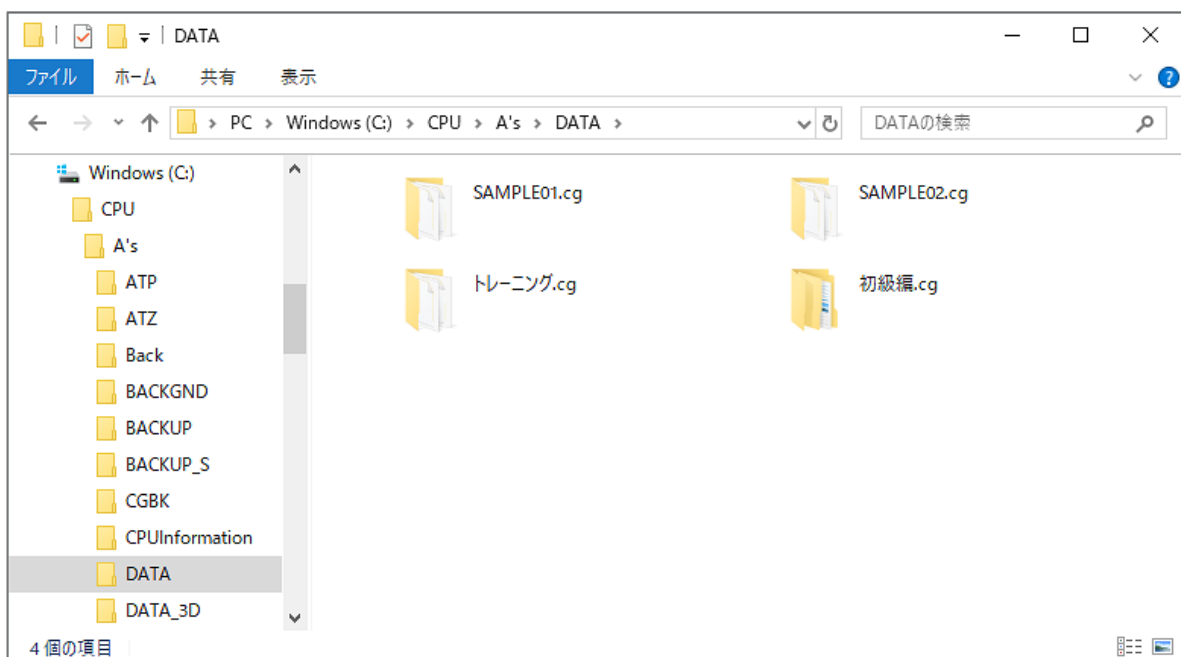 DATA
ファイル ホーム 共有 表示
PC > Windows (C:) > CPU > A's > DATA >
DATAの検索
Windows (C:)
CPU
A's
ATP
ATZ
Back
BACKGND
BACKUP
BACKUP_S
CGBK
CPUInformation
DATA
DATA_3D
SAMPLE01.cg
SAMPLE02.cg
トレーニング.cg
初級編.cg
4 個の項目